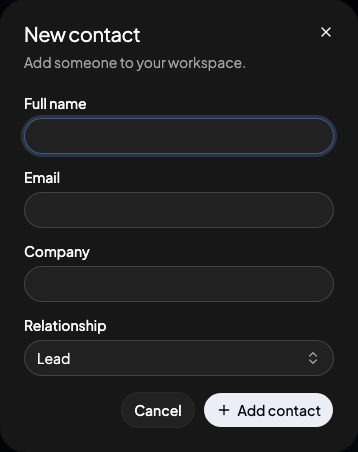 New contact
Add someone to your workspace.
Full name
Email
Company
Relationship
Lead
Cancel
Add contact